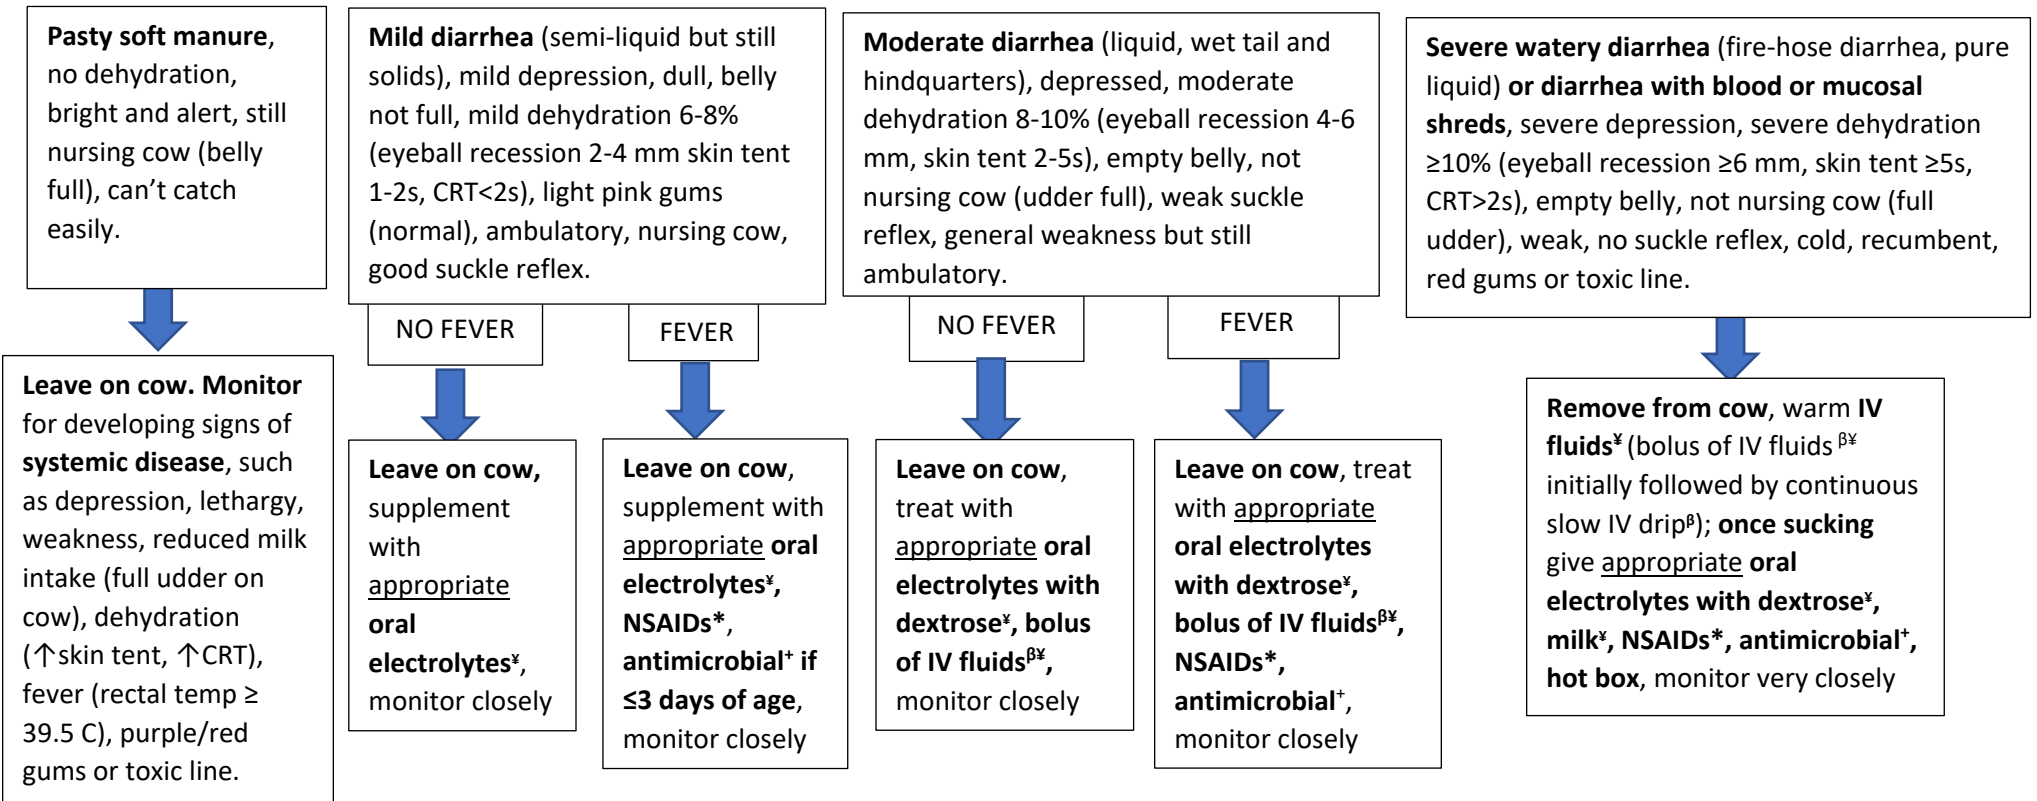 Pasty soft manure,
no dehydration,
bright and alert, still
nursing cow (belly
full), can’t catch
easily.
Mild diarrhea (semi-liquid but still
solids), mild depression, dull, belly
not full, mild dehydration 6-8%
(eyeball recession 2-4 mm skin tent
1-2s, CRT<2s), light pink gums
(normal), ambulatory, nursing cow,
good suckle reflex.
Moderate diarrhea (liquid, wet tail and
hindquarters), depressed, moderate
dehydration 8-10% (eyeball recession 4-6
mm, skin tent 2-5s), empty belly, not
nursing cow (udder full), weak suckle
reflex, general weakness but still
ambulatory.
Severe watery diarrhea (fire-hose diarrhea, pure
liquid) or diarrhea with blood or mucosal
shreds, severe depression, severe dehydration
≥10% (eyeball recession ≥6 mm, skin tent ≥5s,
CRT>2s), empty belly, not nursing cow (full
udder), weak, no suckle reflex, cold, recumbent,
red gums or toxic line.
NO FEVER
FEVER
NO FEVER
FEVER
Leave on cow. Monitor
for developing signs of
systemic disease, such
as depression, lethargy,
weakness, reduced milk
intake (full udder on
cow), dehydration
(↑skin tent, ↑CRT),
fever (rectal temp ≥
39.5 C), purple/red
gums or toxic line.
Leave on cow,
supplement
with
appropriate
oral
electrolytes¥,
monitor closely
Leave on cow,
supplement with
appropriate oral
electrolytes¥,
NSAIDs*,
antimicrobial⁺ if
≤3 days of age,
monitor closely
Leave on cow,
treat with
appropriate oral
electrolytes with
dextrose¥, bolus
of IV fluidsβ¥,
monitor closely
Leave on cow, treat
with appropriate
oral electrolytes
with dextrose¥,
bolus of IV fluidsβ¥,
NSAIDs*,
antimicrobial⁺,
monitor closely
Remove from cow, warm IV
fluids¥ (bolus of IV fluids β¥
initially followed by continuous
slow IV dripβ); once sucking
give appropriate oral
electrolytes with dextrose¥,
milk¥, NSAIDs*, antimicrobial⁺,
hot box, monitor very closely